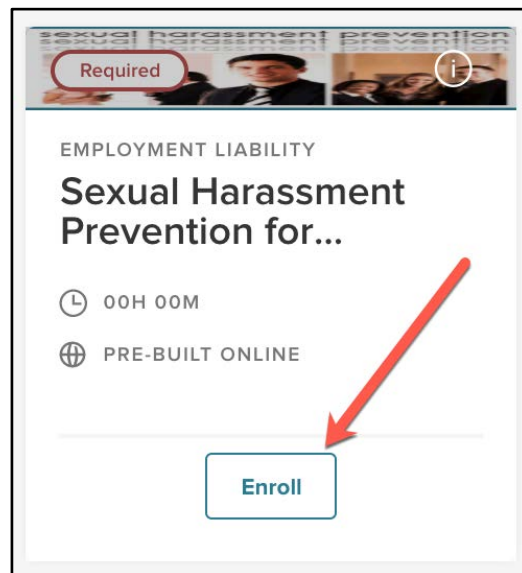 sexual harassment prevention
Required
i
EMPLOYMENT LIABILITY
Sexual Harassment
Prevention for...
00H 00M
PRE-BUILT ONLINE
Enroll